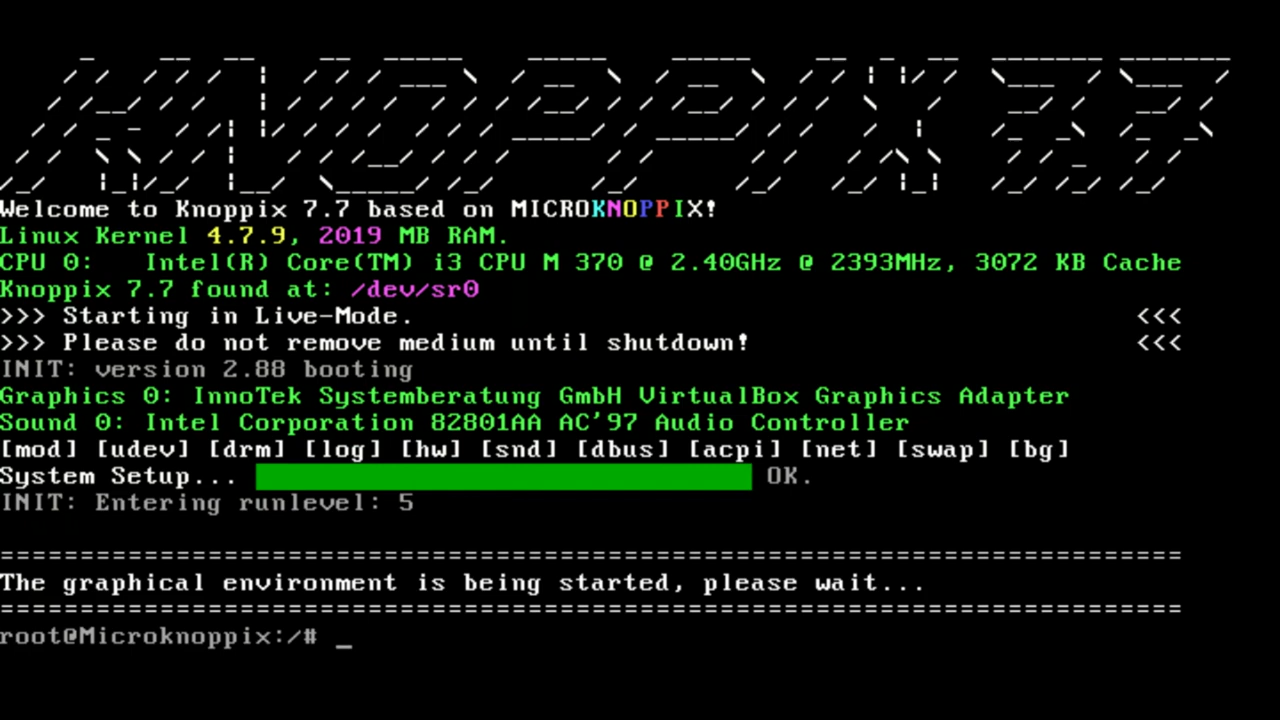 KNOPPIX 7.7
Welcome to Knoppix 7.7 based on MICROKNOPPIX!
Linux Kernel 4.7.9, 2019 MB RAM.
CPU 0:   Intel(R) Core(TM) i3 CPU M 370 @ 2.40GHz @ 2393MHz, 3072 KB Cache
Knoppix 7.7 found at: /dev/sr0
>>> Starting in Live-Mode. <<<
>>> Please do not remove medium until shutdown! <<<
INIT: version 2.88 booting
Graphics 0: InnoTek Systemberatung GmbH VirtualBox Graphics Adapter
Sound 0: Intel Corporation 82801AA AC'97 Audio Controller
[mod] [udev] [drm] [log] [hw] [snd] [dbus] [acpi] [net] [swap] [bg]
System Setup... OK.
INIT: Entering runlevel: 5
==========================================================================
The graphical environment is being started, please wait...
==========================================================================
root@Microknoppix:/# _